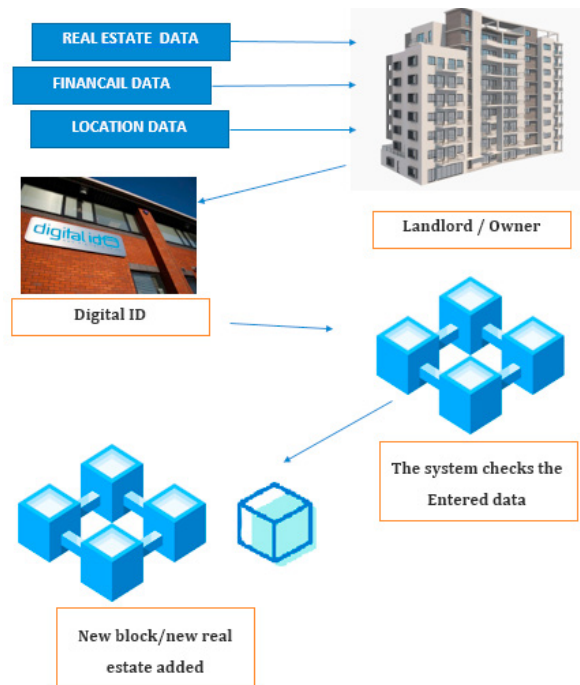 REAL ESTATE DATA
FINANCAIL DATA
LOCATION DATA
digital id
Landlord / Owner
Digital ID
The system checks the
Entered data
New block/new real
estate added